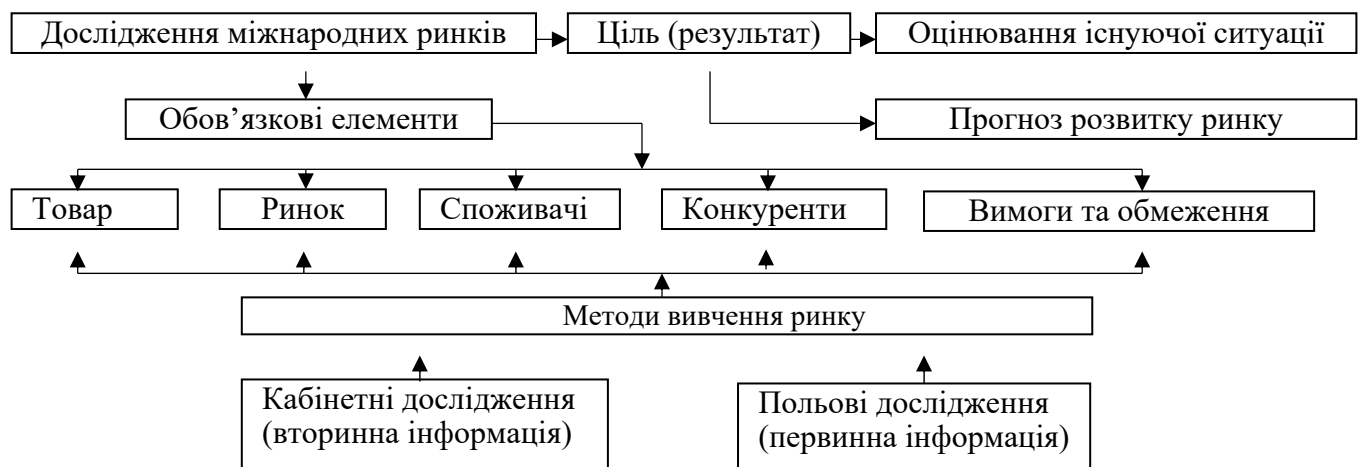 Дослідження міжнародних ринків
Ціль (результат)
Оцінювання існуючої ситуації
Обов’язкові елементи
Прогноз розвитку ринку
Товар
Ринок
Споживачі
Конкуренти
Вимоги та обмеження
Методи вивчення ринку
Кабінетні дослідження
(вторинна інформація)
Польові дослідження
(первинна інформація)